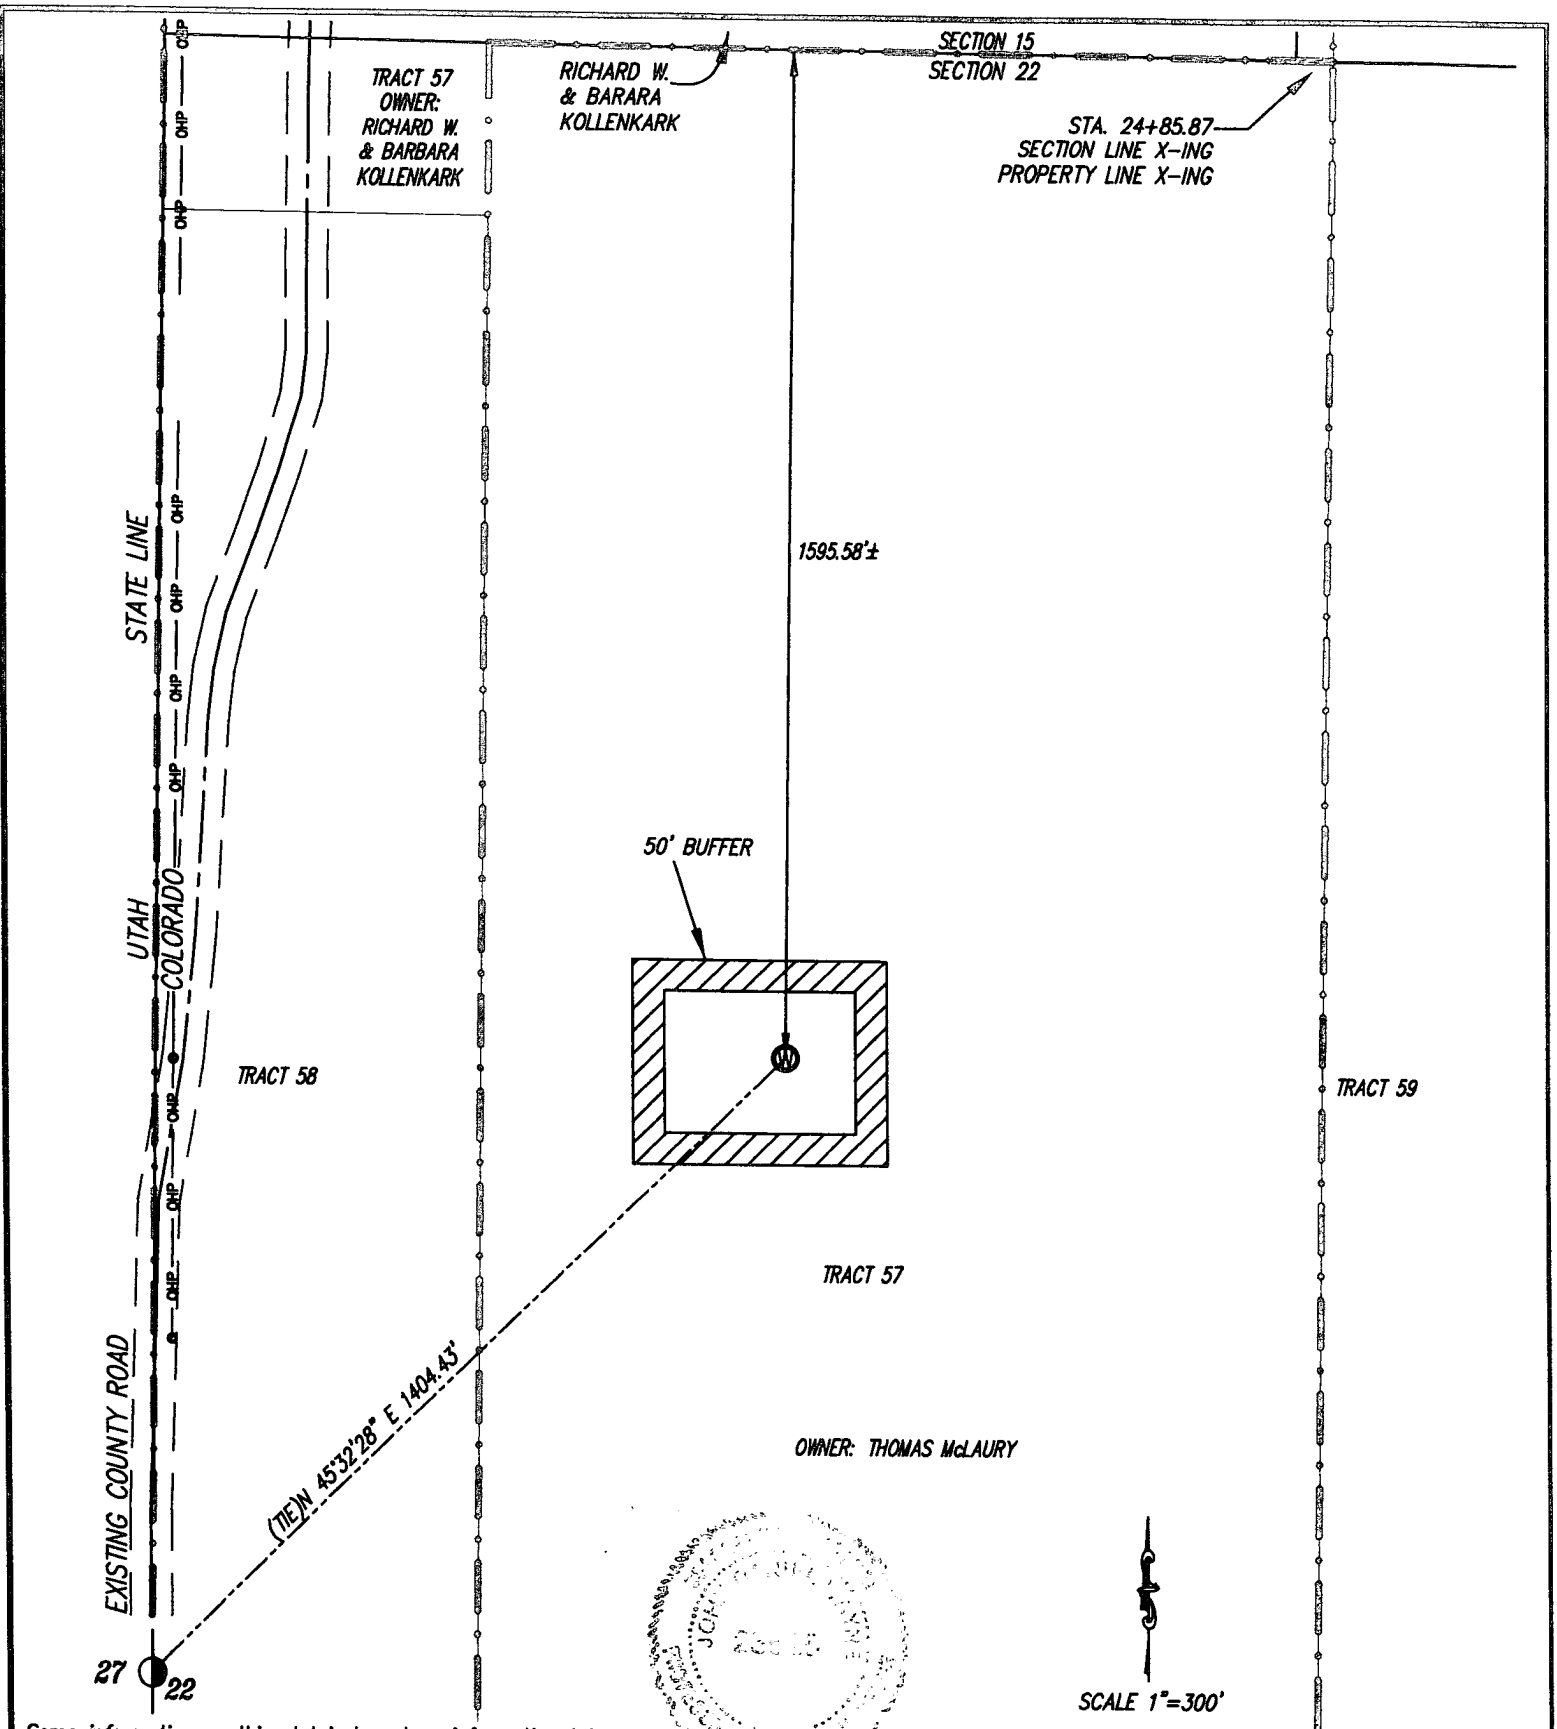 SECTION 15
SECTION 22
TRACT 57
OWNER:
RICHARD W.
& BARBARA
KOLLENKARK
RICHARD W.
& BARARA
KOLLENKARK
STA. 24+85.87
SECTION LINE X-ING
PROPERTY LINE X-ING
OHP
OHP
OHP
OHP
OHP
OHP
OHP
OHP
OHP
OHP
STATE LINE
1595.58'±
50' BUFFER
UTAH
COLORADO
W
TRACT 58
TRACT 59
TRACT 57
EXISTING COUNTY ROAD
(TIE)N 45°32'28" E 1404.43'
OWNER: THOMAS McLAURY
27
22
SCALE 1"=300'